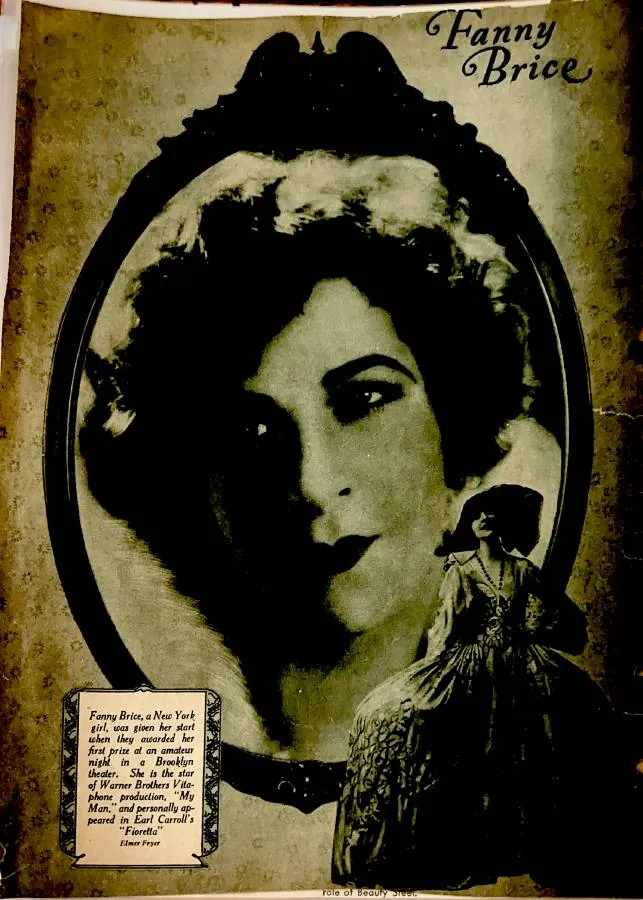 Fanny
Brice
Fanny Brice, a New York
girl, was given her start
when they awarded her
first prize at an amateur
night in a Brooklyn
theater. She is the star
of Warner Brothers Vita-
phone production, "My
Man," and personally ap-
peared in Earl Carroll's
"Fioretta"
Elmer Fryer
role of Beauty Steel.